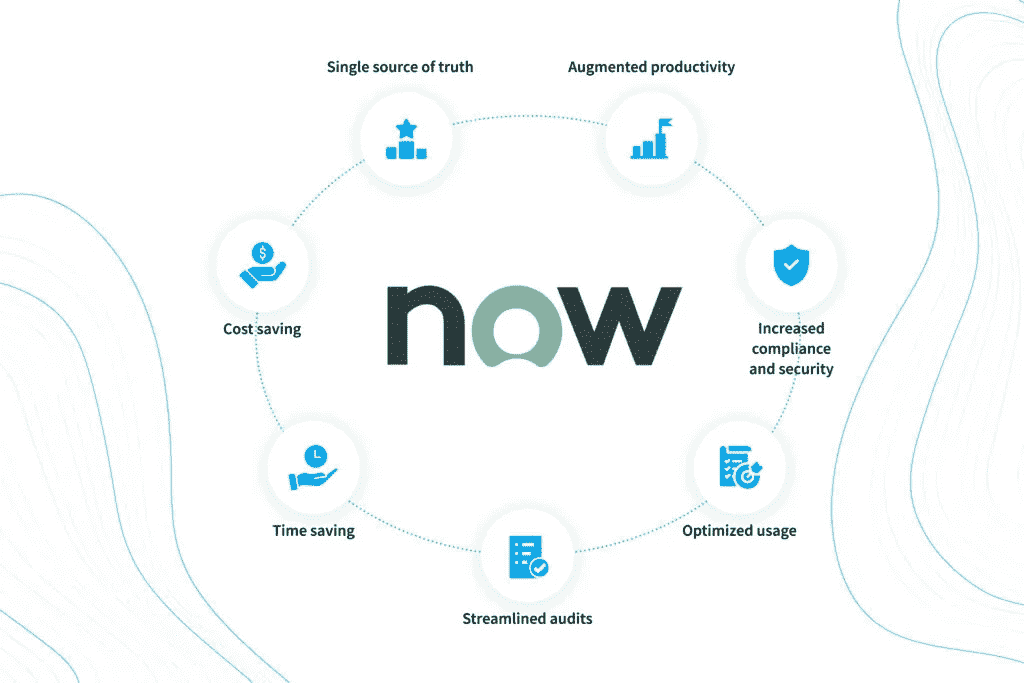 Single source of truth
Augmented productivity
Cost saving
now
Increased
compliance
and security
Time saving
Optimized usage
Streamlined audits